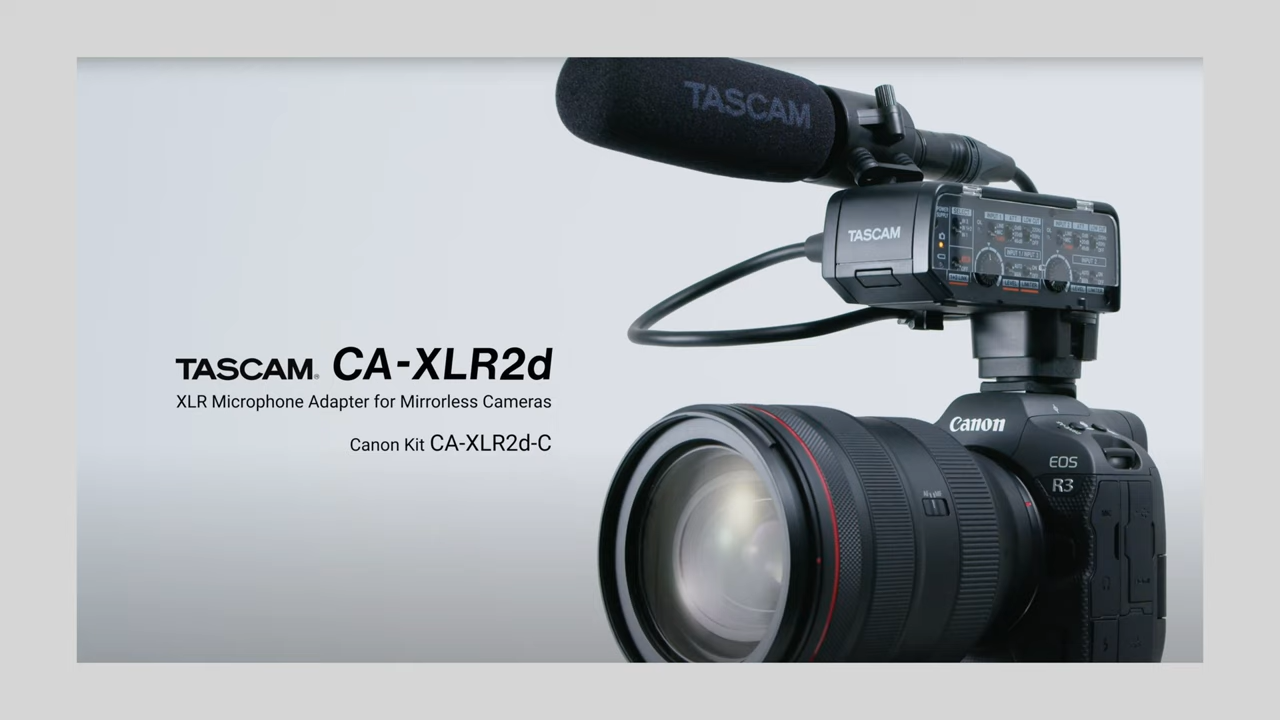 TASCAM
TASCAM
TASCAM® CA-XLR2d
XLR Microphone Adapter for Mirrorless Cameras
Canon Kit CA-XLR2d-C
Canon
EOS
R3